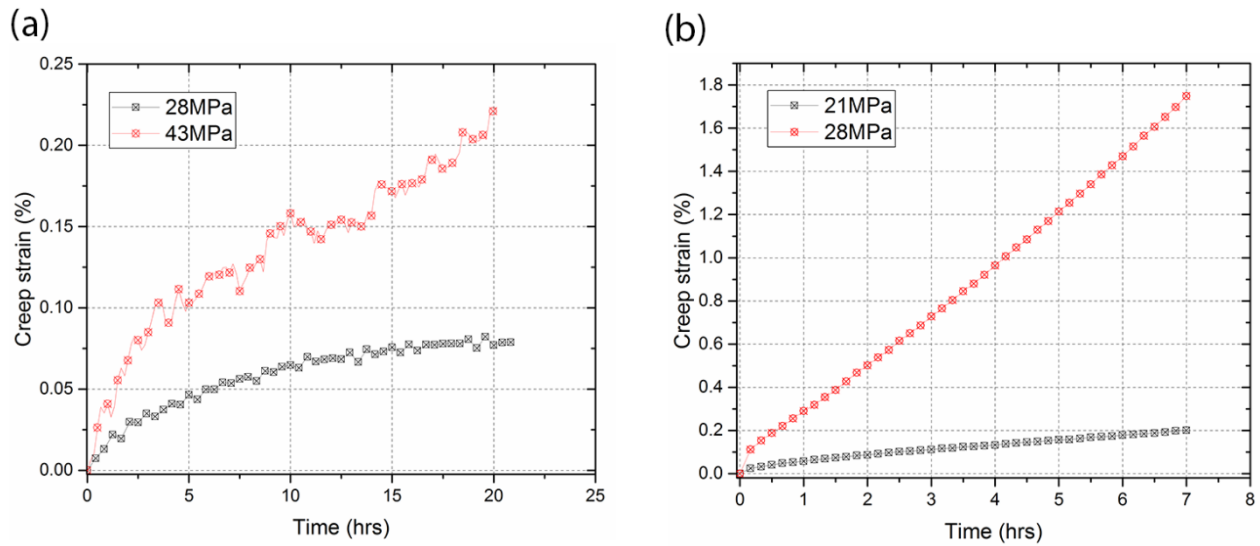 (a)
0.25
0.20
0.15
0.10
0.05
0.00
Creep strain (%)
28MPa
43MPa
0 5 10 15 20 25
Time (hrs)
(b)
1.8
1.6
1.4
1.2
1.0
0.8
0.6
0.4
0.2
0.0
Creep strain (%)
21MPa
28MPa
0 1 2 3 4 5 6 7 8
Time (hrs)